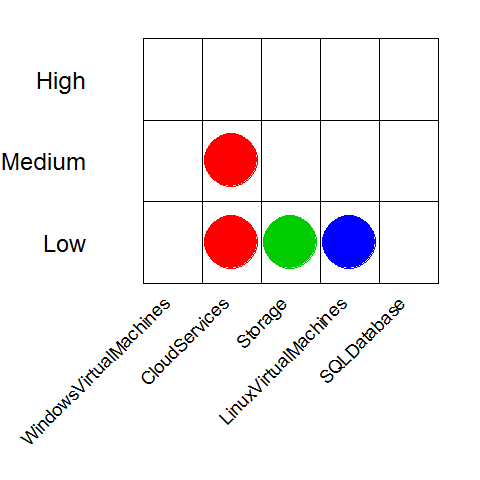 High
Medium
Low
WindowsVirtualMachines
CloudServices
Storage
LinuxVirtualMachines
SQLDatabase